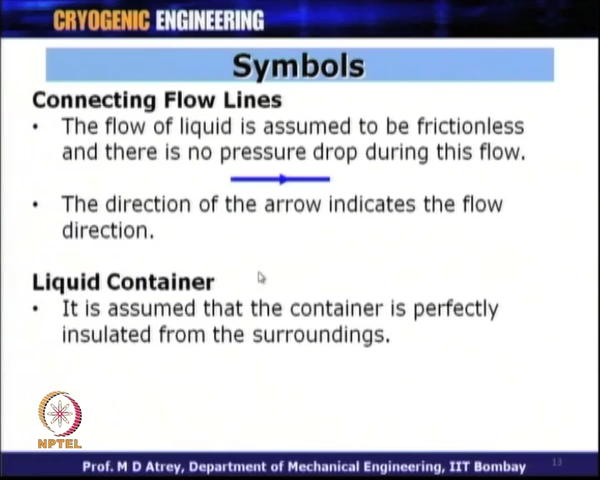 CRYOGENIC ENGINEERING
Symbols
Connecting Flow Lines
• The flow of liquid is assumed to be frictionless
and there is no pressure drop during this flow.
• The direction of the arrow indicates the flow
direction.
Liquid Container
• It is assumed that the container is perfectly
insulated from the surroundings.
NPTEL
Prof. M D Atrey, Department of Mechanical Engineering, IIT Bombay
13